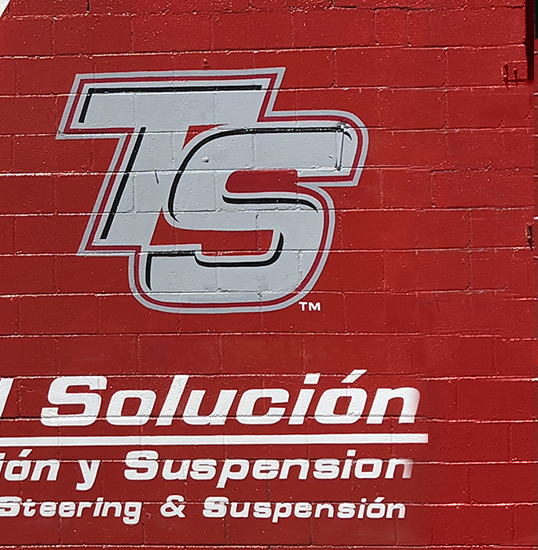 TS
TM
l Solución
ión y Suspension
Steering & Suspensión